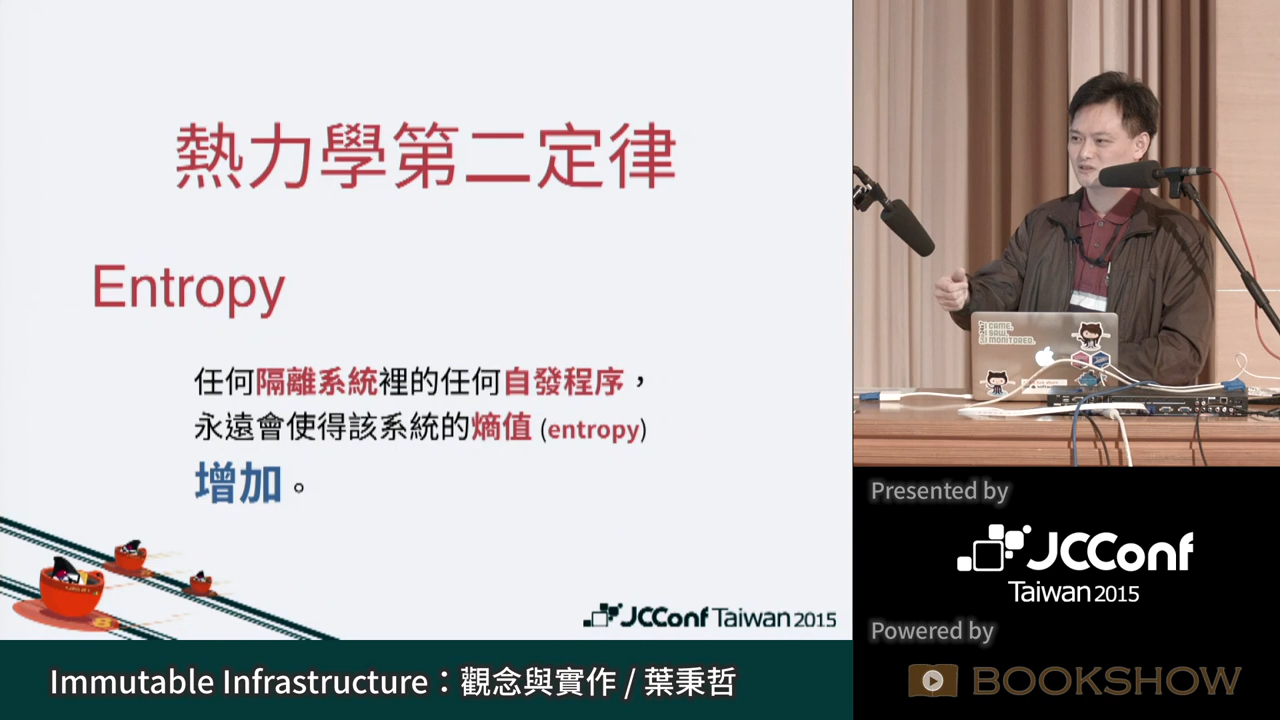 熱力學第二定律
Entropy
任何隔離系統裡的任何自發程序，
永遠會使得該系統的熵值 (entropy)
增加。
JCConf Taiwan 2015
Immutable Infrastructure：觀念與實作 / 葉秉哲
I CAME,
I SAW,
I MONITORED.
Presented by
JCConf
Taiwan 2015
Powered by
BOOKSHOW